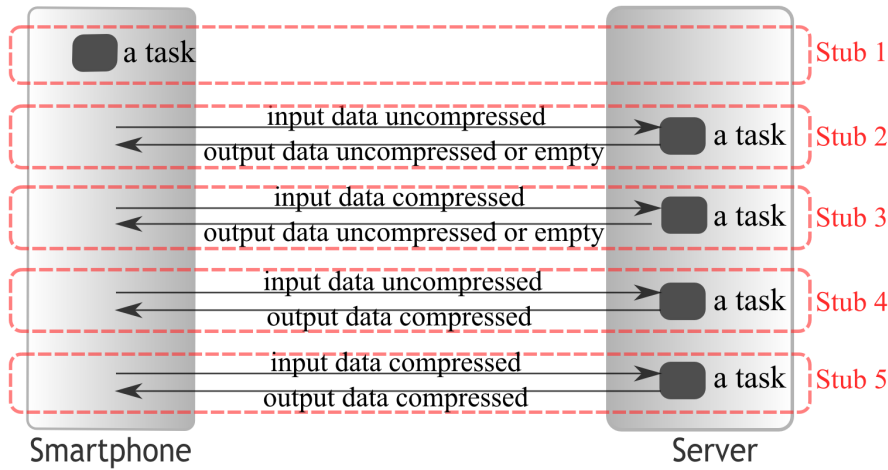 a task
Stub 1
input data uncompressed
output data uncompressed or empty
a task
Stub 2
input data compressed
output data uncompressed or empty
a task
Stub 3
input data uncompressed
output data compressed
a task
Stub 4
input data compressed
output data compressed
a task
Stub 5
Smartphone
Server